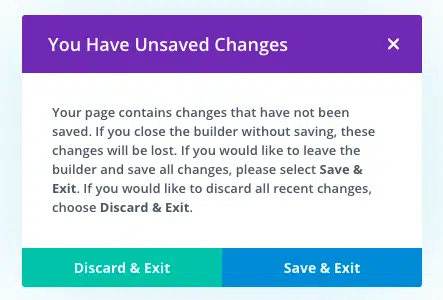 You Have Unsaved Changes
Your page contains changes that have not been
saved. If you close the builder without saving, these
changes will be lost. If you would like to leave the
builder and save all changes, please select Save &
Exit. If you would like to discard all recent changes,
choose Discard & Exit.
Discard & Exit
Save & Exit